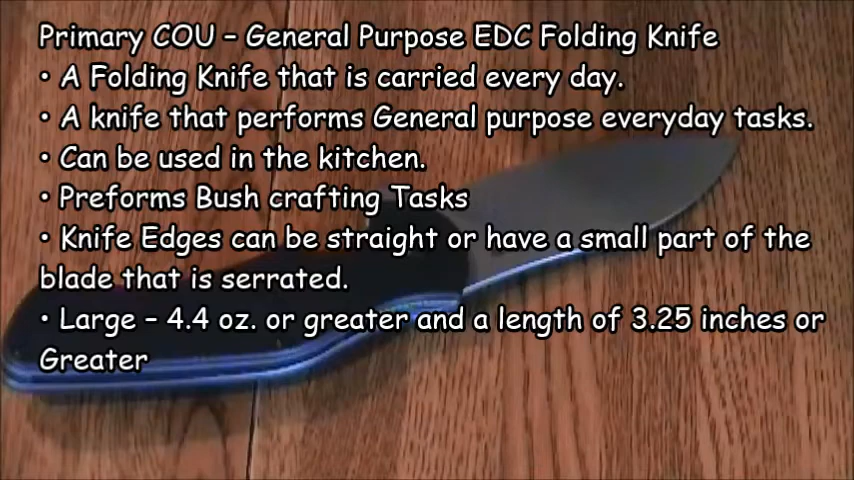 Primary COU – General Purpose EDC Folding Knife
• A Folding Knife that is carried every day.
• A knife that performs General purpose everyday tasks.
• Can be used in the kitchen.
• Preforms Bush crafting Tasks
• Knife Edges can be straight or have a small part of the
blade that is serrated.
• Large – 4.4 oz. or greater and a length of 3.25 inches or
Greater